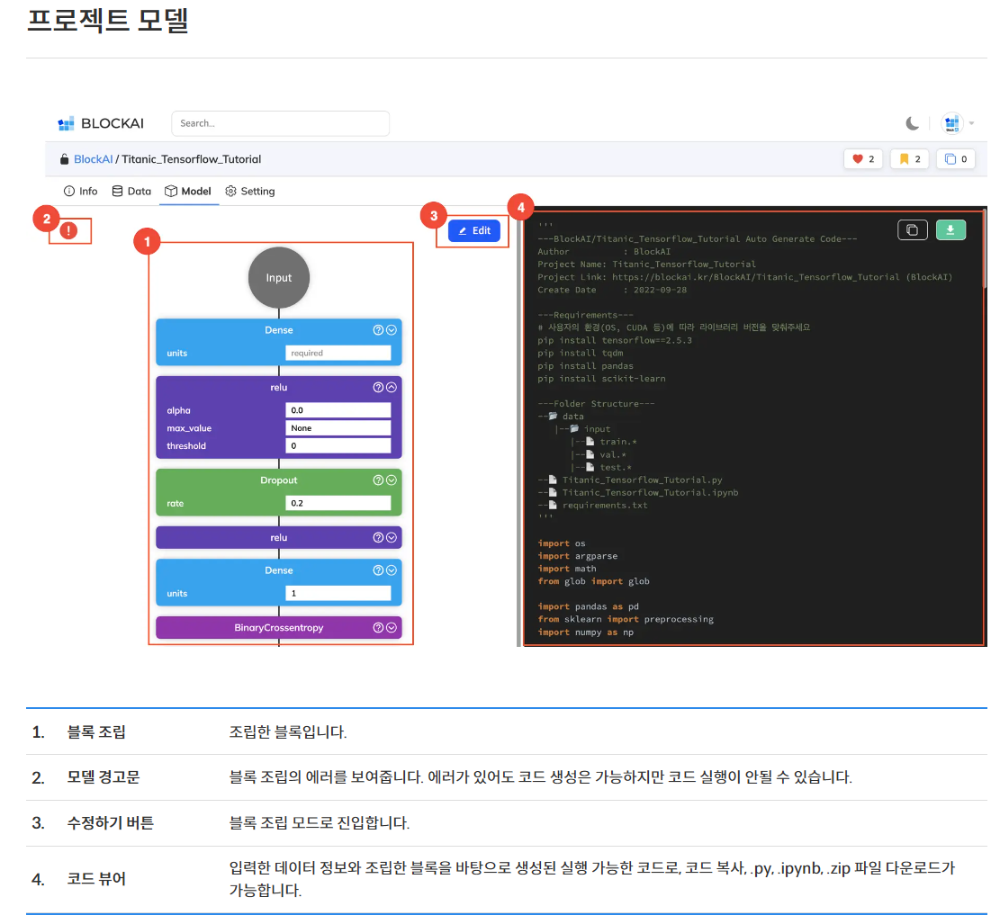 프로젝트 모델
BLOCKAI
Search...
BlockAI / Titanic_Tensorflow_Tutorial
2
2
0
Info
Data
Model
Setting
2
!
1
3
Edit
4
Input
Dense
units
required
relu
alpha
0.0
max_value
None
threshold
0
Dropout
rate
0.2
relu
Dense
units
1
BinaryCrossentropy
'''
---BlockAI/Titanic_Tensorflow_Tutorial Auto Generate Code---
Author : BlockAI
Project Name: Titanic_Tensorflow_Tutorial
Project Link: https://blockai.kr/BlockAI/Titanic_Tensorflow_Tutorial (BlockAI)
Create Date : 2022-09-28
---Requirements---
# 사용자의 환경(OS, CUDA 등)에 따라 라이브러리 버전을 맞춰주세요
pip install tensorflow==2.5.3
pip install tqdm
pip install pandas
pip install scikit-learn
---Folder Structure---
--📂 data
|--📂 input
|--📄 train.*
|--📄 val.*
|--📄 test.*
--📄 Titanic_Tensorflow_Tutorial.py
--📄 Titanic_Tensorflow_Tutorial.ipynb
--📄 requirements.txt
'''
import os
import argparse
import math
from glob import glob
import pandas as pd
from sklearn import preprocessing
import numpy as np
1. 블록 조립 조립한 블록입니다.
2. 모델 경고문 블록 조립의 에러를 보여줍니다. 에러가 있어도 코드 생성은 가능하지만 코드 실행이 안될 수 있습니다.
3. 수정하기 버튼 블록 조립 모드로 진입합니다.
4. 코드 뷰어 입력한 데이터 정보와 조립한 블록을 바탕으로 생성된 실행 가능한 코드로, 코드 복사, .py, .ipynb, .zip 파일 다운로드가
가능합니다.